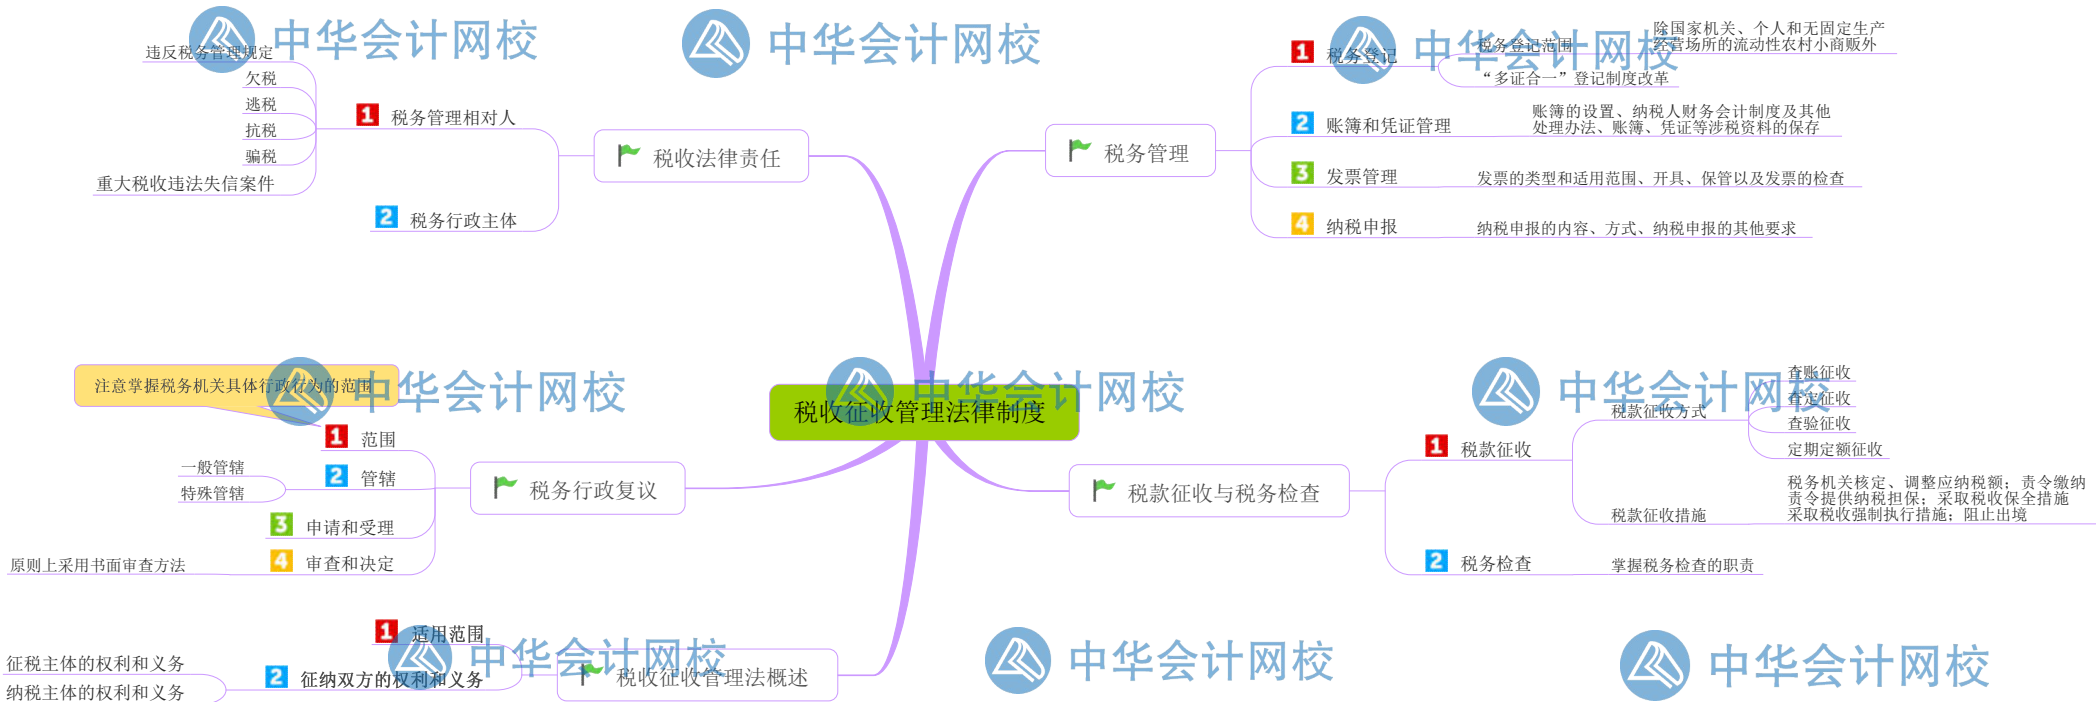 中华会计网校
中华会计网校
中华会计网校
税收征收管理法律制度
税务管理
1 税务登记
税务登记范围
除国家机关、个人和无固定生产
经营场所的流动性农村小商贩外
“多证合一”登记制度改革
2 账簿和凭证管理
账簿的设置、纳税人财务会计制度及其他
处理办法、账簿、凭证等涉税资料的保存
3 发票管理
发票的类型和适用范围、开具、保管以及发票的检查
4 纳税申报
纳税申报的内容、方式、纳税申报的其他要求
税款征收与税务检查
1 税款征收
税款征收方式
查账征收
查定征收
查验征收
定期定额征收
税款征收措施
税务机关核定、调整应纳税额；责令缴纳
责令提供纳税担保；采取税收保全措施
采取税收强制执行措施；阻止出境
2 税务检查
掌握税务检查的职责
税收法律责任
1 税务管理相对人
违反税务管理规定
欠税
逃税
抗税
骗税
重大税收违法失信案件
2 税务行政主体
税务行政复议
注意掌握税务机关具体行政行为的范围
1 范围
2 管辖
一般管辖
特殊管辖
3 申请和受理
4 审查和决定
原则上采用书面审查方法
税收征收管理法概述
1 适用范围
2 征纳双方的权利和义务
征税主体的权利和义务
纳税主体的权利和义务
中华会计网校
中华会计网校
中华会计网校
中华会计网校
中华会计网校
中华会计网校